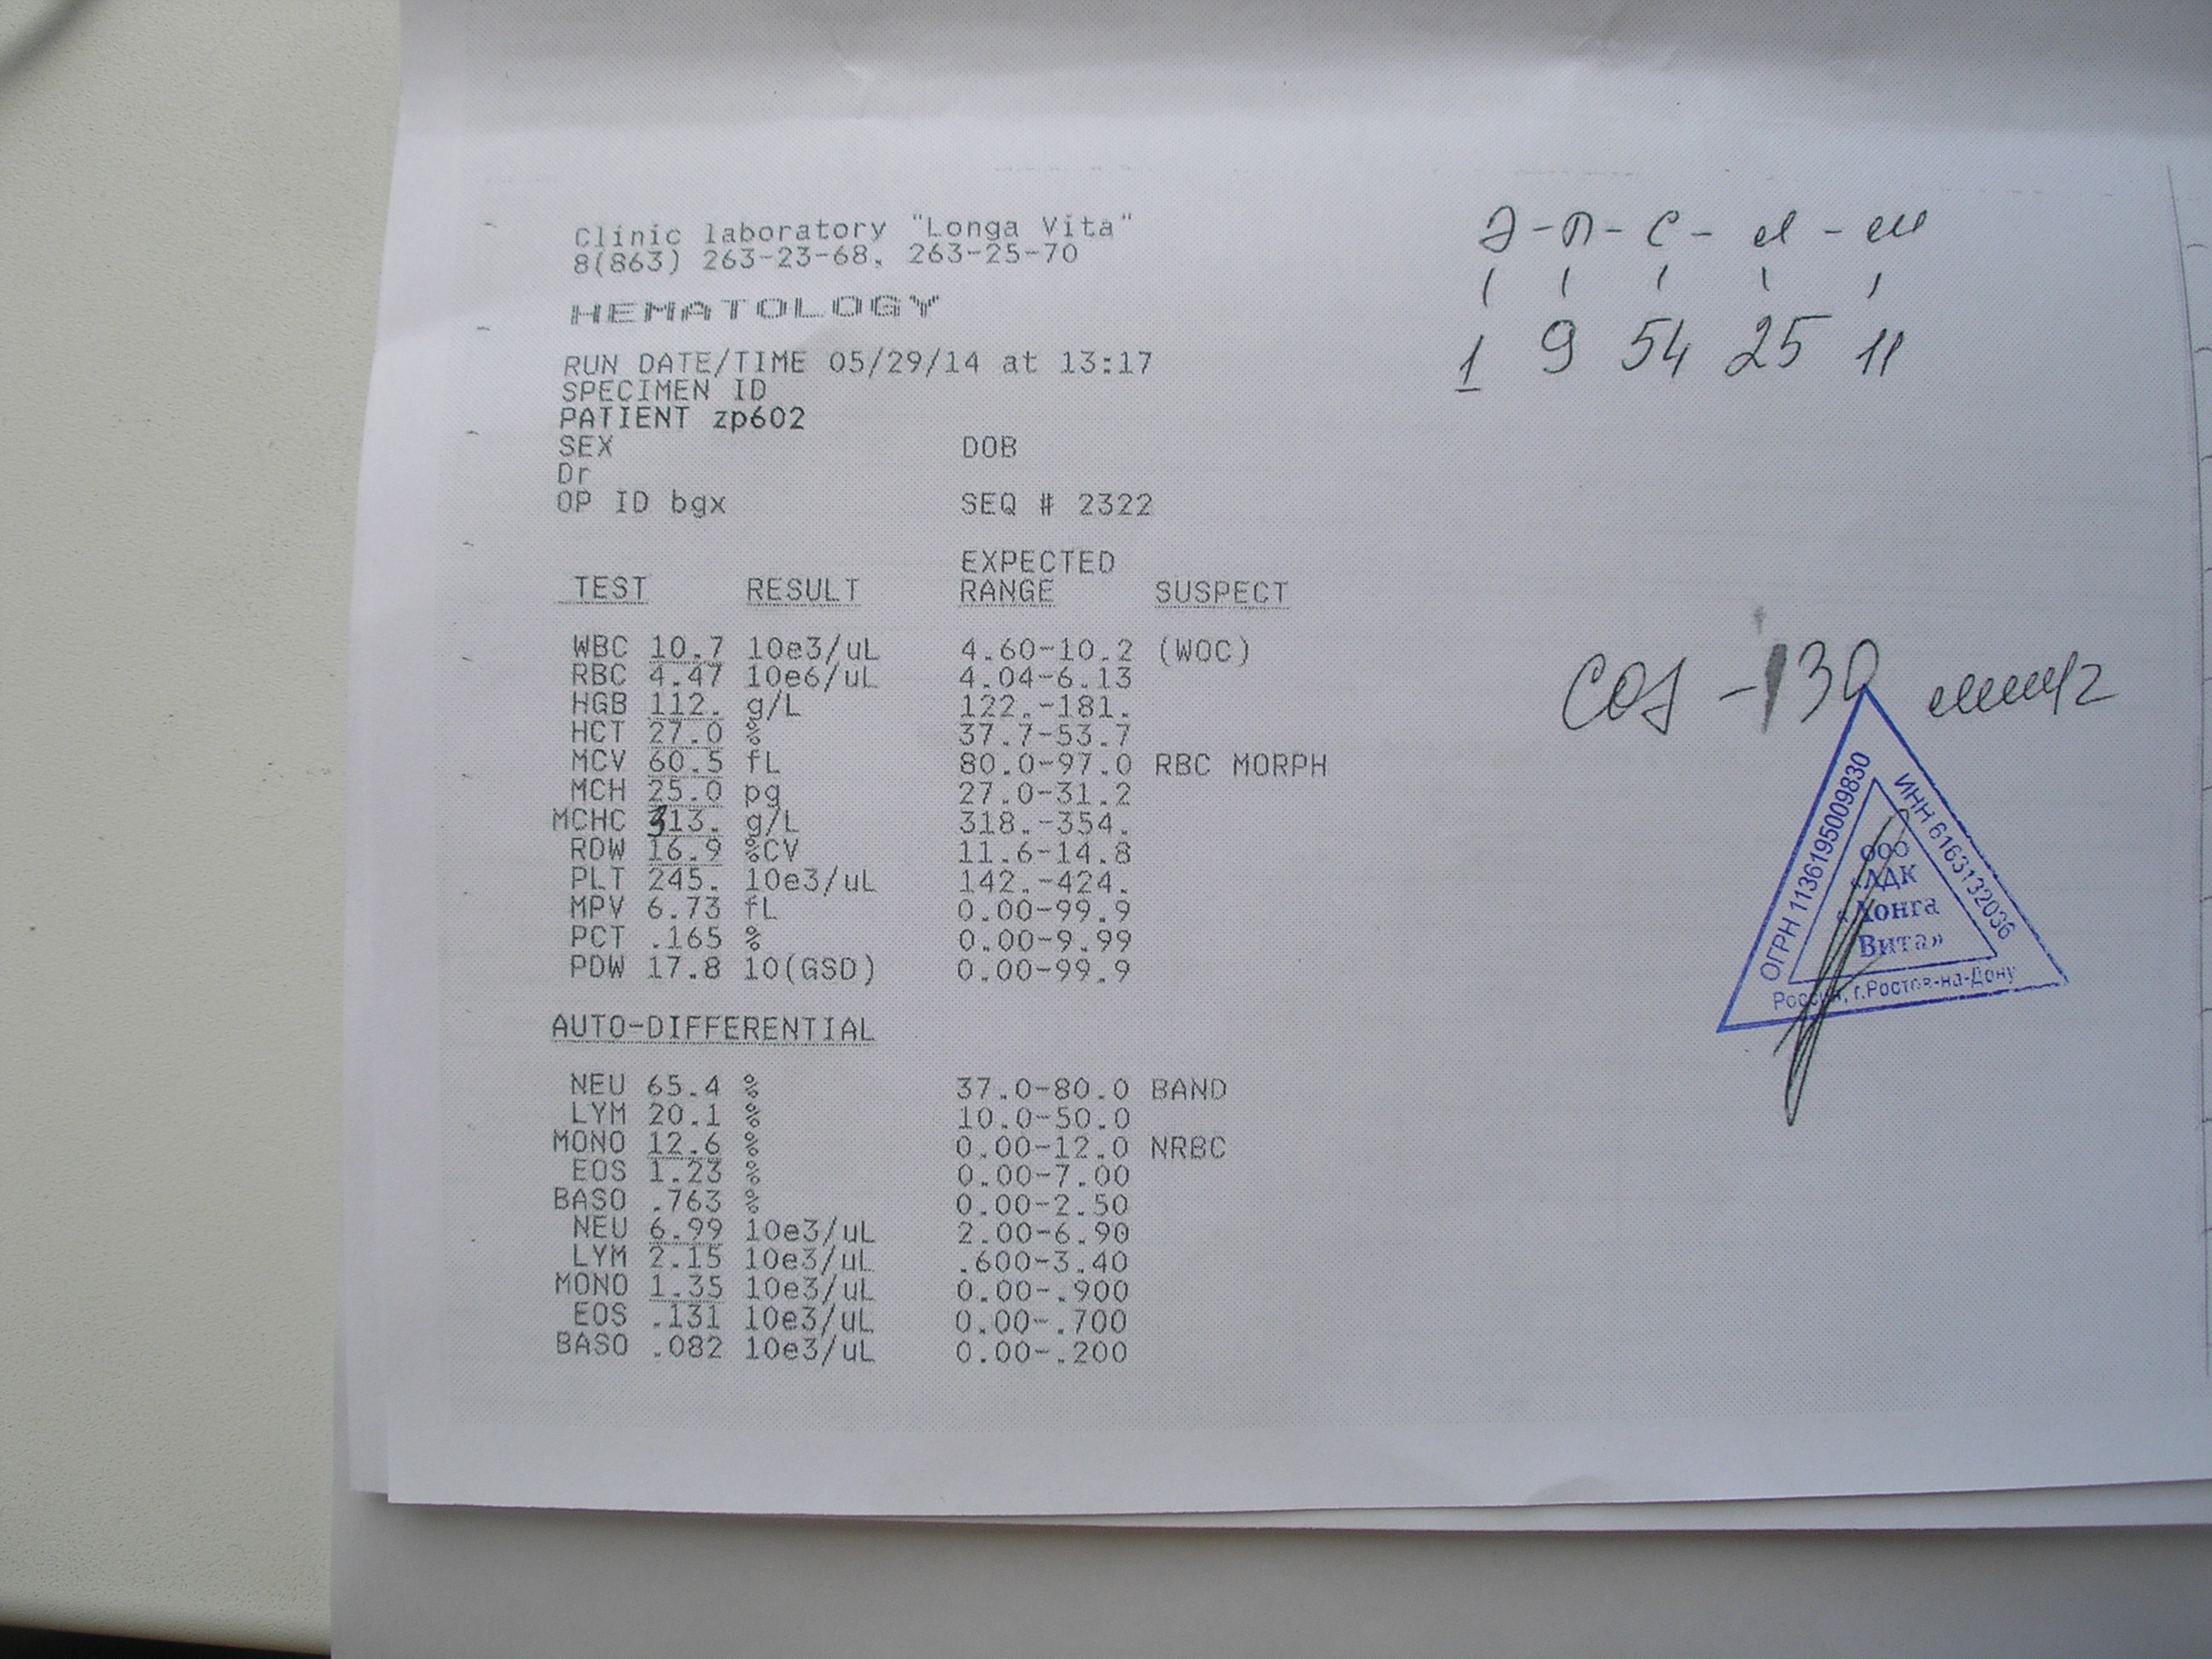 Clinic laboratory "Longa Vita"
8(863) 263-23-68, 263-25-70
HEMATOLOGY
RUN DATE/TIME 05/29/14 at 13:17
SPECIMEN ID
PATIENT zp602
SEX DOB
Dr
OP ID bgx SEQ # 2322
EXPECTED
TEST RESULT RANGE SUSPECT
WBC 10.7 10e3/uL 4.60-10.2 (WOC)
RBC 4.47 10e6/uL 4.04-6.13
HGB 112. g/L 122.-181.
HCT 27.0 % 37.7-53.7
MCV 60.5 fL 80.0-97.0 RBC MORPH
MCH 25.0 pg 27.0-31.2
MCHC 313. g/L 318.-354.
RDW 16.9 %CV 11.6-14.8
PLT 245. 10e3/uL 142.-424.
MPV 6.73 fL 0.00-99.9
PCT .165 % 0.00-9.99
PDW 17.8 10(GSD) 0.00-99.9
AUTO-DIFFERENTIAL
NEU 65.4 % 37.0-80.0 BAND
LYM 20.1 % 10.0-50.0
MONO 12.6 % 0.00-12.0 NRBC
EOS 1.23 % 0.00-7.00
BASO .763 % 0.00-2.50
NEU 6.99 10e3/uL 2.00-6.90
LYM 2.15 10e3/uL .600-3.40
MONO 1.35 10e3/uL 0.00-.900
EOS .131 10e3/uL 0.00-.700
BASO .082 10e3/uL 0.00-.200
Э - П - С - Л - М
1 9 54 25 11
СОЭ - 130 мм/ч
ОГРН 1136195009830
ИНН 6163132036
ООО
«ЛДК
«Лонга
Вита»
Россия, г.Ростов-на-Дону